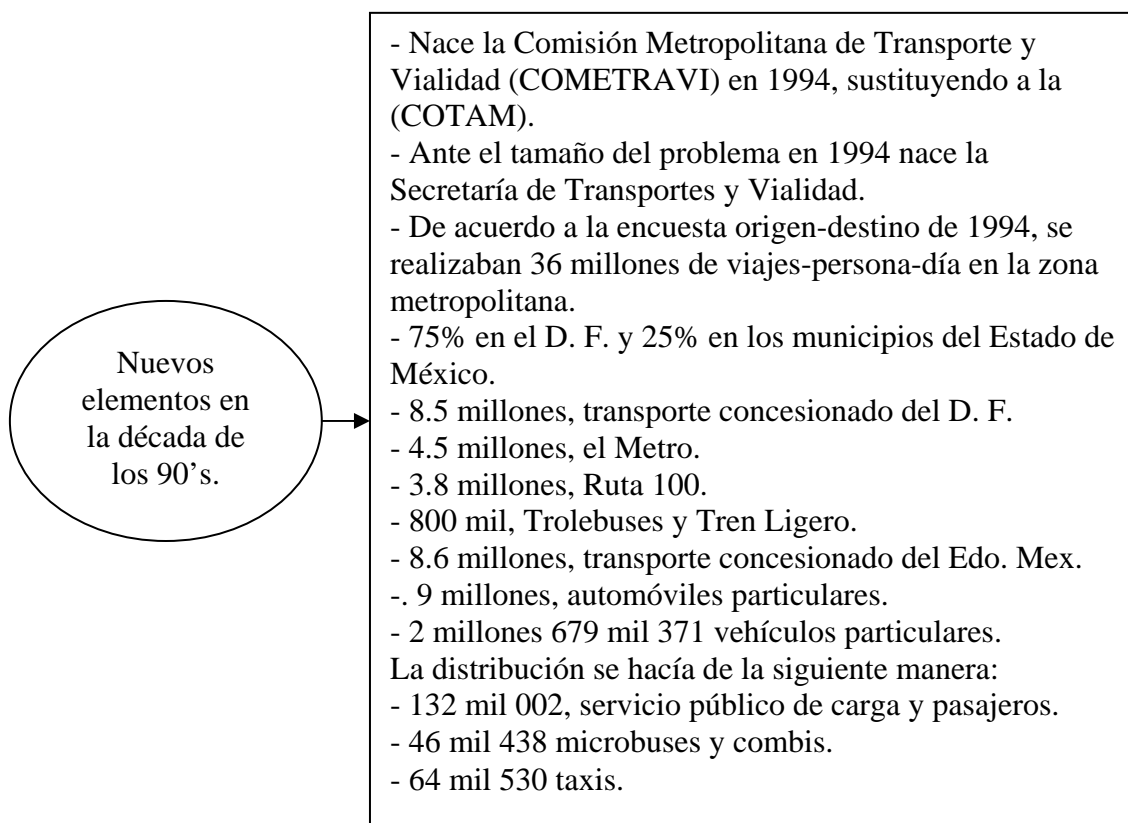 Nuevos
elementos en
la década de
los 90’s.
- Nace la Comisión Metropolitana de Transporte y
Vialidad (COMETRAVI) en 1994, sustituyendo a la
(COTAM).
- Ante el tamaño del problema en 1994 nace la
Secretaría de Transportes y Vialidad.
- De acuerdo a la encuesta origen-destino de 1994, se
realizaban 36 millones de viajes-persona-día en la zona
metropolitana.
- 75% en el D. F. y 25% en los municipios del Estado de
México.
- 8.5 millones, transporte concesionado del D. F.
- 4.5 millones, el Metro.
- 3.8 millones, Ruta 100.
- 800 mil, Trolebuses y Tren Ligero.
- 8.6 millones, transporte concesionado del Edo. Mex.
-. 9 millones, automóviles particulares.
- 2 millones 679 mil 371 vehículos particulares.
La distribución se hacía de la siguiente manera:
- 132 mil 002, servicio público de carga y pasajeros.
- 46 mil 438 microbuses y combis.
- 64 mil 530 taxis.